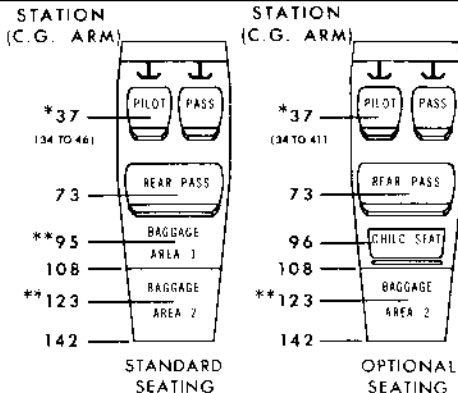 STATION
(C.G. ARM)
PILOT PASS
*37
(34 TO 46)
REAR PASS
73
**95
BAGGAGE
AREA 1
108
**123
BAGGAGE
AREA 2
142
STANDARD
SEATING
STATION
(C.G. ARM)
PILOT PASS
*37
(34 TO 41)
REAR PASS
73
96
CHILD SEAT
108
**123
BAGGAGE
AREA 2
142
OPTIONAL
SEATING